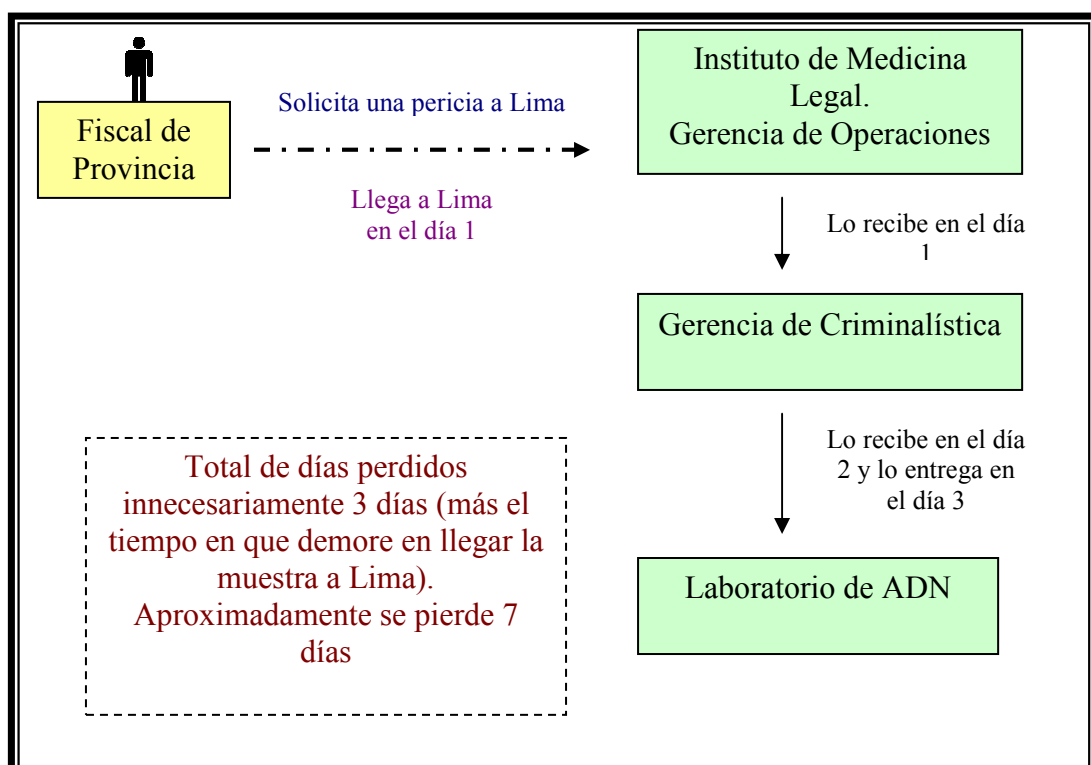 Fiscal de
Provincia
Solicita una pericia a Lima
Llega a Lima
en el día 1
Instituto de Medicina
Legal.
Gerencia de Operaciones
Lo recibe en el día
1
Gerencia de Criminalística
Lo recibe en el día
2 y lo entrega en
el día 3
Laboratorio de ADN
Total de días perdidos
innecesariamente 3 días (más el
tiempo en que demore en llegar la
muestra a Lima).
Aproximadamente se pierde 7
días